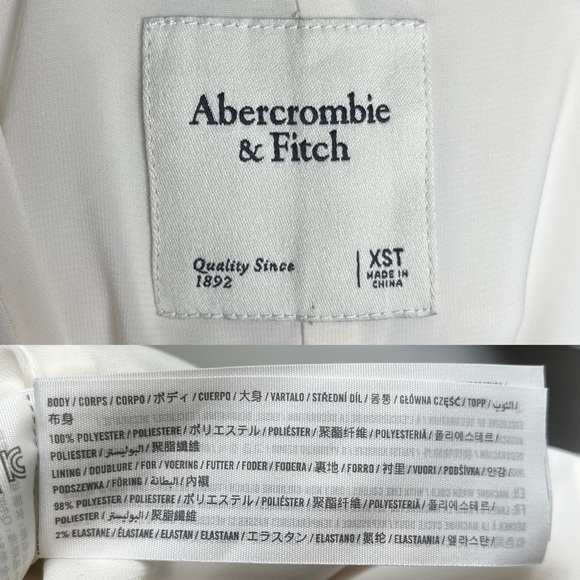 Abercrombie
& Fitch
Quality Since
1892
XST
MADE IN
CHINA
BODY / CORPS / CORPO / ボディ / CUERPO / 大身 / VARTALO / STŘEDNÍ DÍL / 몸통 / GŁÓWNA CZĘŚĆ / TOPP / الثوب /
布身
100% POLYESTER / POLIESTERE / ポリエステル / POLIÉSTER / 聚酯纤维 / POLYESTERIÄ / 폴리에스테르 /
POLIESTER / البوليستر / 聚脂纖維
LINING / DOUBLURE / FOR / VOERING / FUTTER / FODER / FODERA / 裏地 / FORRO / 衬里 / VUORI / PODŠÍVKA / 안감
PODSZEWKA / FÖRING / البطانة / 內襯
98% POLYESTER / POLIESTERE / ポリエステル / POLIÉSTER / 聚酯纤维 / POLYESTERIÄ / 폴리에스테르 /
POLIESTER / البوليستر / 聚脂纖維
2% ELASTANE / ÉLASTANE / ELASTAN / ELASTAAN / エラスタン / ELASTANO / 氨纶 / ELASTAANIA / 엘라스탄 /